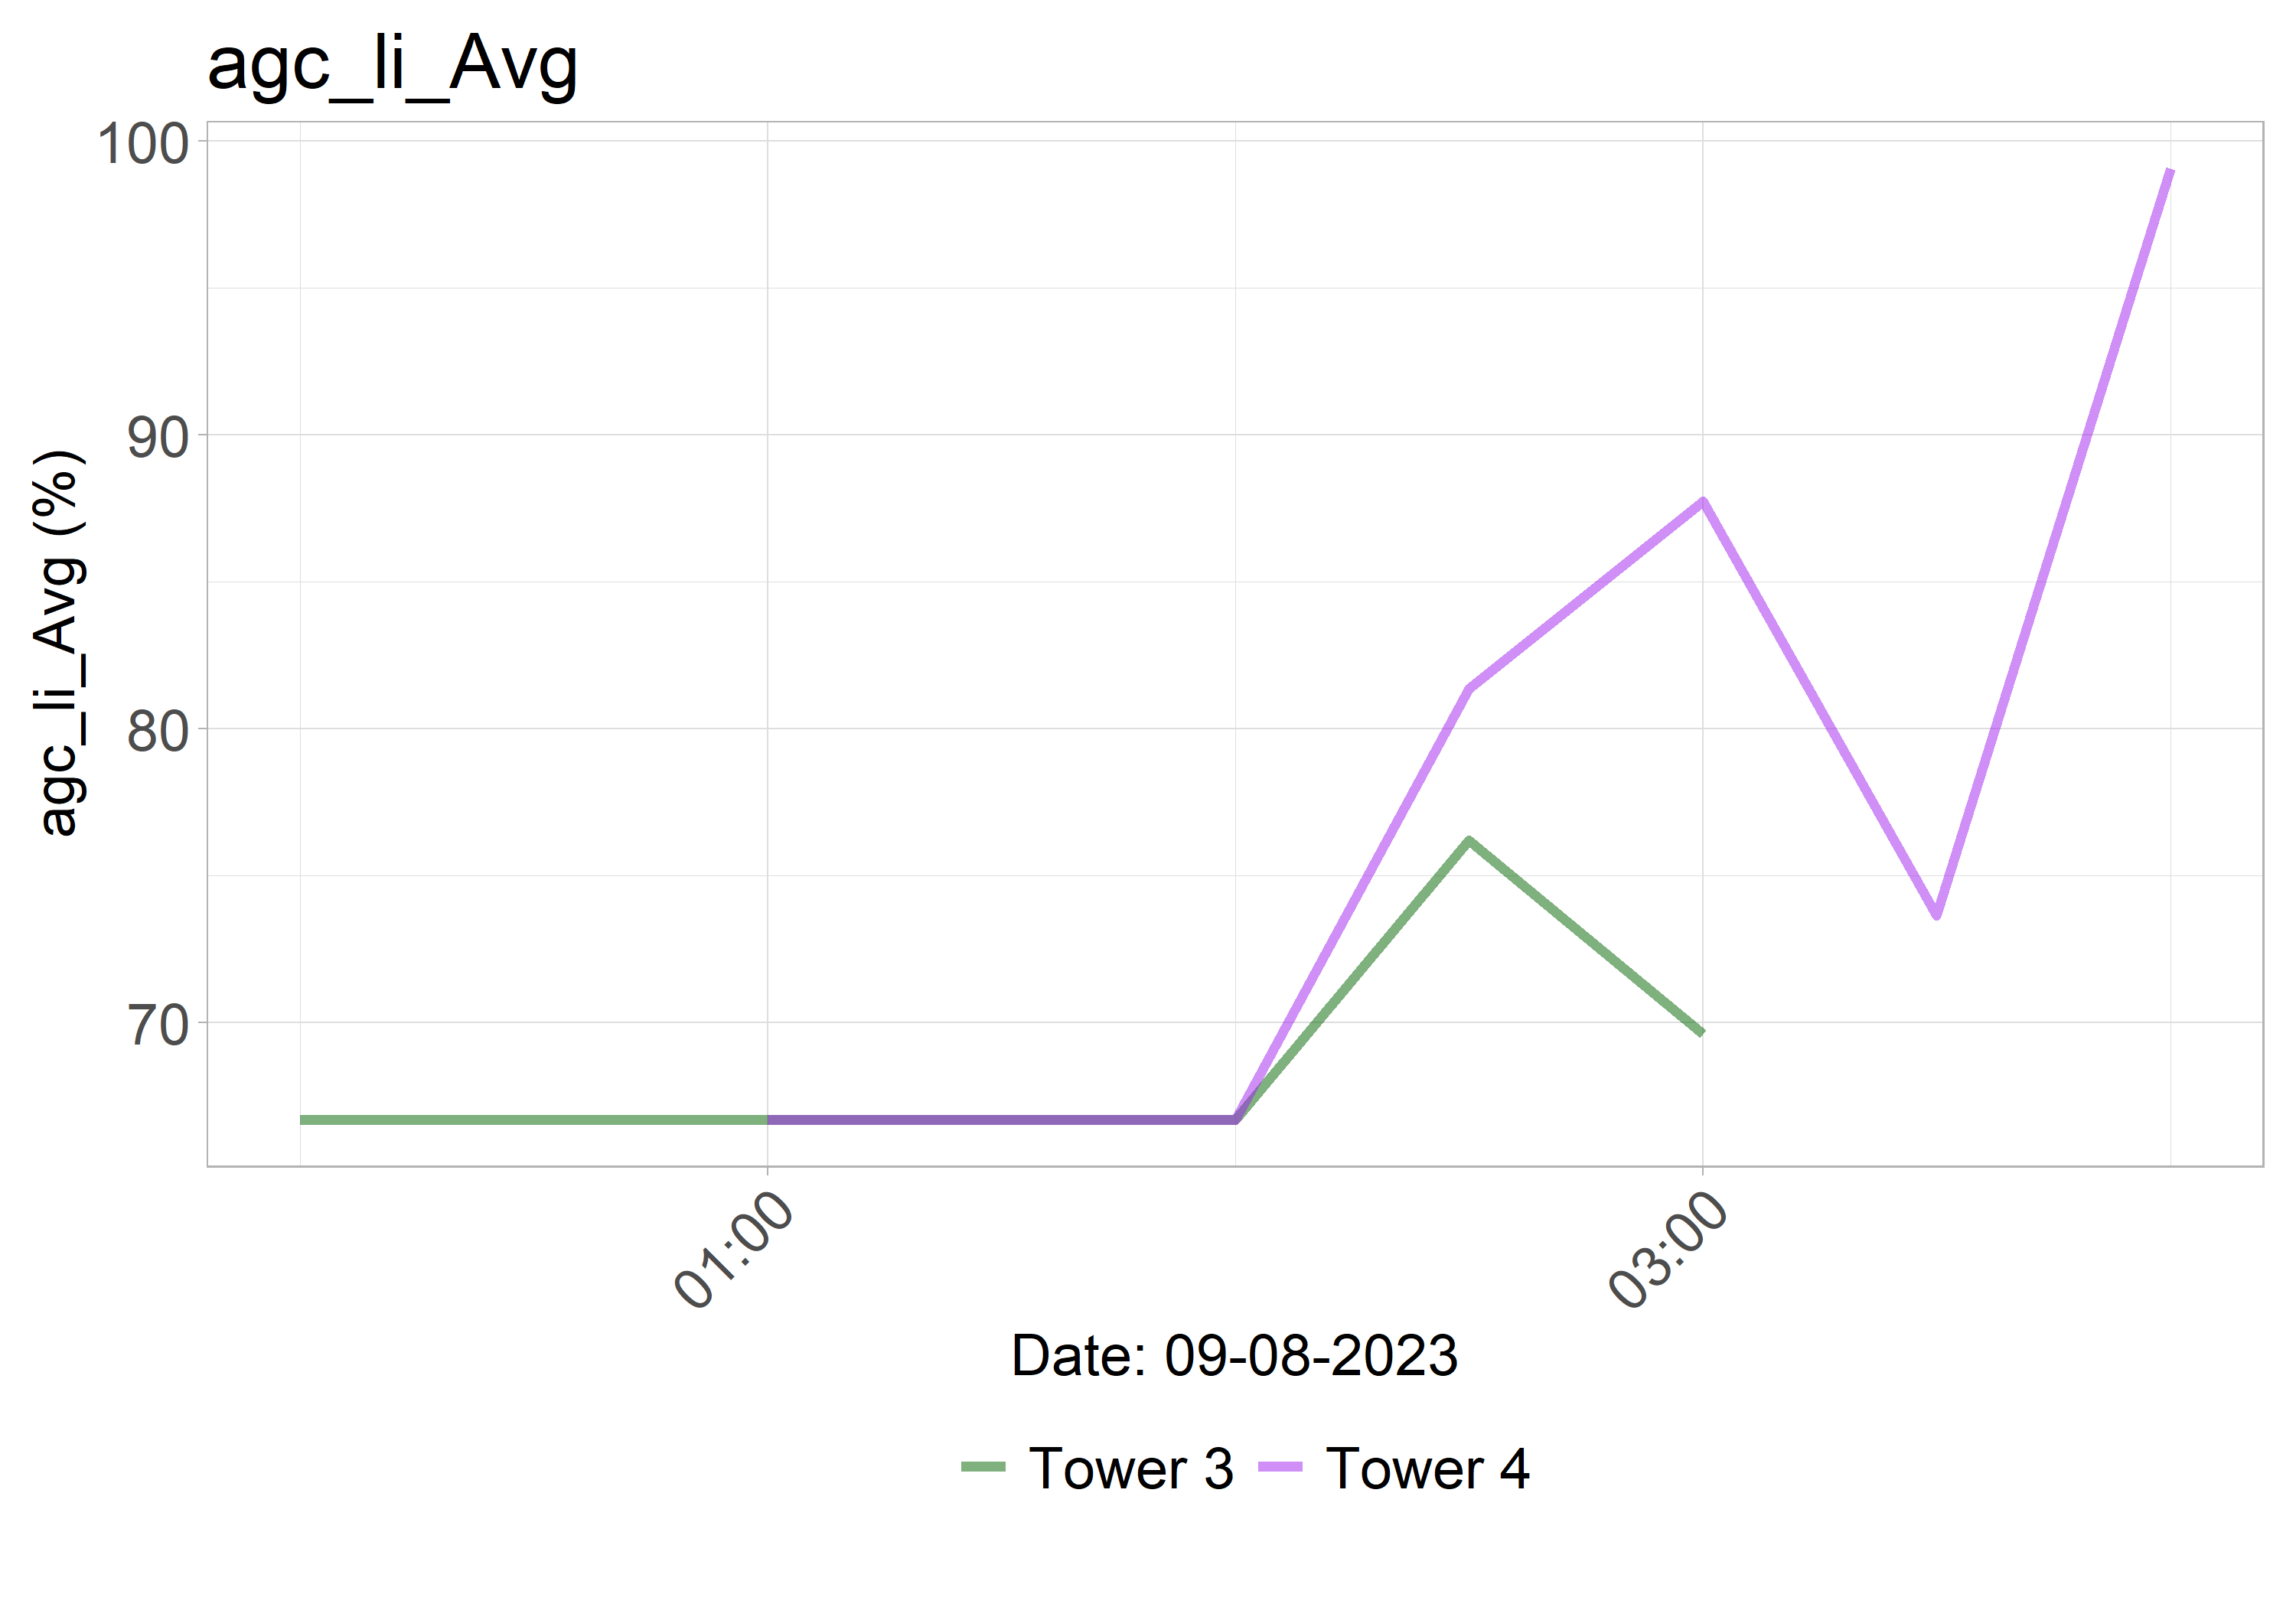 agc_li_Avg
100
90
80
70
agc_li_Avg (%)
01:00
03:00
Date: 09-08-2023
Tower 3
Tower 4